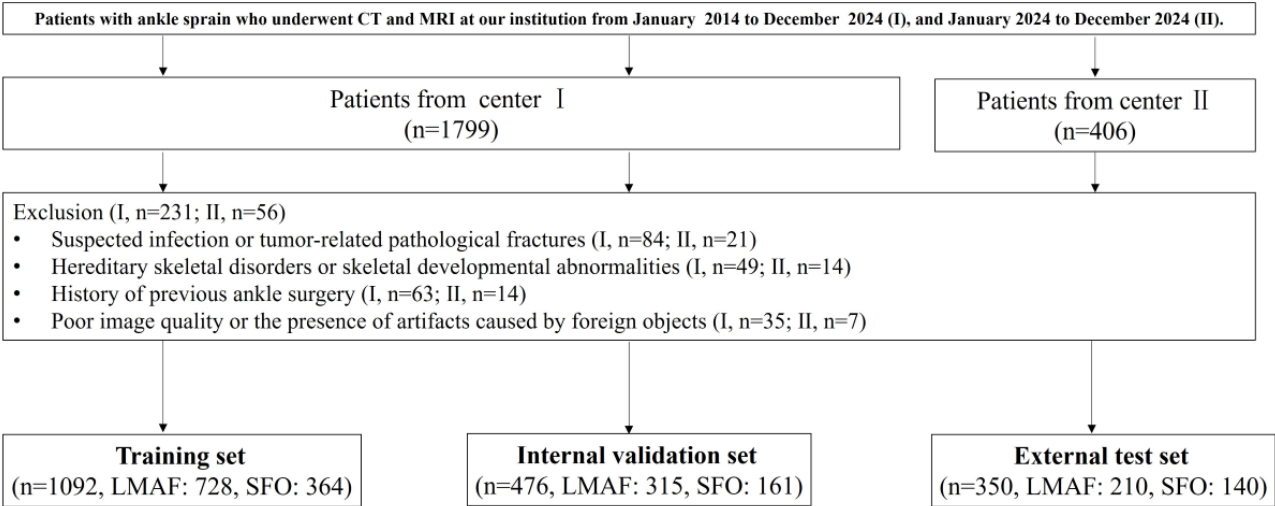 Patients with ankle sprain who underwent CT and MRI at our institution from January 2014 to December 2024 (I), and January 2024 to December 2024 (II).
Patients from center Ⅰ
(n=1799)
Patients from center Ⅱ
(n=406)
Exclusion (I, n=231; II, n=56)
• Suspected infection or tumor-related pathological fractures (I, n=84; II, n=21)
• Hereditary skeletal disorders or skeletal developmental abnormalities (I, n=49; II, n=14)
• History of previous ankle surgery (I, n=63; II, n=14)
• Poor image quality or the presence of artifacts caused by foreign objects (I, n=35; II, n=7)
Training set
(n=1092, LMAF: 728, SFO: 364)
Internal validation set
(n=476, LMAF: 315, SFO: 161)
External test set
(n=350, LMAF: 210, SFO: 140)